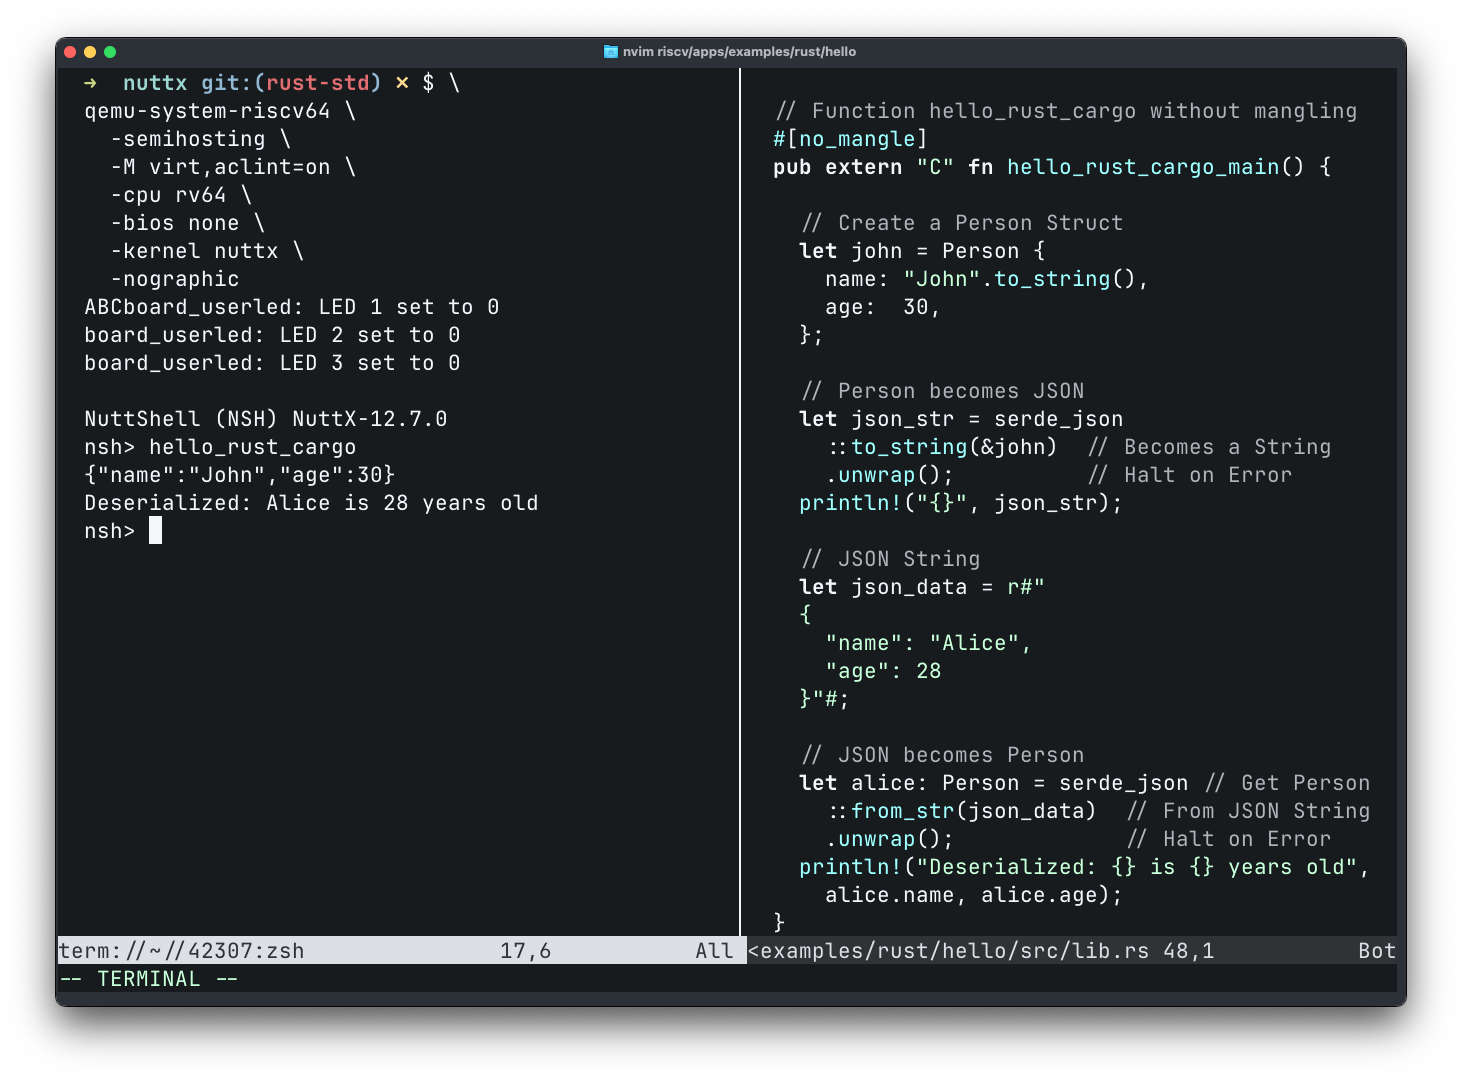 nvim riscv/apps/examples/rust/hello
→ nuttx git:(rust-std) × $ \
qemu-system-riscv64 \
  -semihosting \
  -M virt,aclint=on \
  -cpu rv64 \
  -bios none \
  -kernel nuttx \
  -nographic
ABCboard_userled: LED 1 set to 0
board_userled: LED 2 set to 0
board_userled: LED 3 set to 0

NuttShell (NSH) NuttX-12.7.0
nsh> hello_rust_cargo
{"name":"John","age":30}
Deserialized: Alice is 28 years old
nsh>
// Function hello_rust_cargo without mangling
#[no_mangle]
pub extern "C" fn hello_rust_cargo_main() {

  // Create a Person Struct
  let john = Person {
    name: "John".to_string(),
    age:  30,
  };

  // Person becomes JSON
  let json_str = serde_json
    ::to_string(&john)  // Becomes a String
    .unwrap();          // Halt on Error
  println!("{}", json_str);

  // JSON String
  let json_data = r#"
  {
    "name": "Alice",
    "age": 28
  }"#;

  // JSON becomes Person
  let alice: Person = serde_json // Get Person
    ::from_str(json_data)  // From JSON String
    .unwrap();             // Halt on Error
  println!("Deserialized: {} is {} years old",
    alice.name, alice.age);
}
term://~//42307:zsh 17,6 All
<examples/rust/hello/src/lib.rs 48,1 Bot
-- TERMINAL --